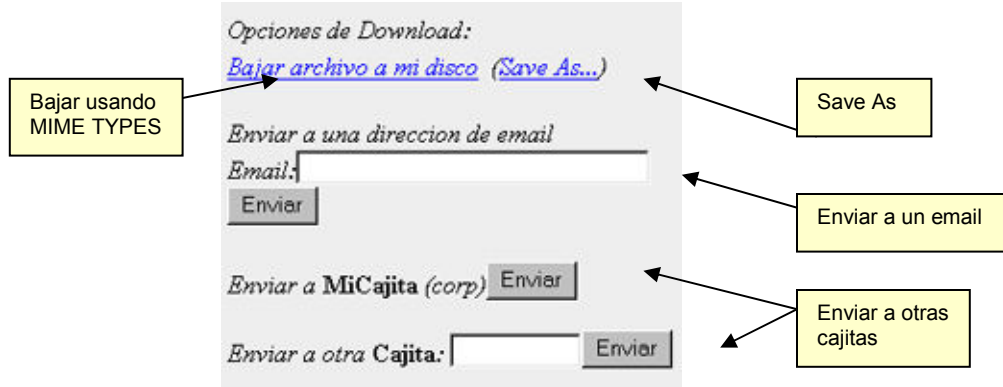 Opciones de Download:
Bajar archivo a mi disco (Save As...)
Bajar usando
MIME TYPES
Save As
Enviar a una direccion de email
Email:
Enviar
Enviar a un email
Enviar a MiCajita (corp) Enviar
Enviar a otras
cajitas
Enviar a otra Cajita: Enviar